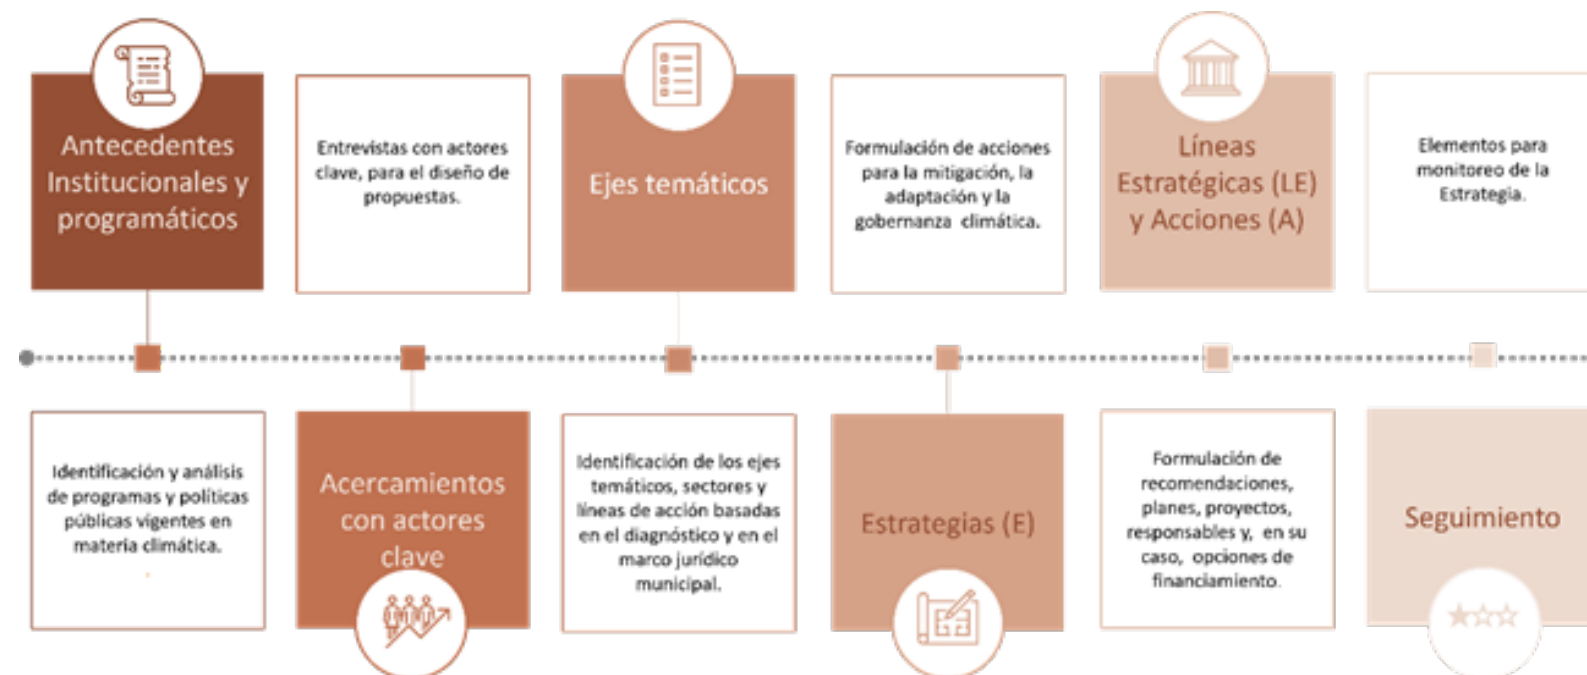 Antecedentes
Institucionales y
programáticos
Identificación y análisis
de programas y políticas
públicas vigentes en
materia climática.
Entrevistas con actores
clave, para el diseño de
propuestas.
Acercamientos
con actores
clave
Ejes temáticos
Identificación de los ejes
temáticos, sectores y
líneas de acción basadas
en el diagnóstico y en el
marco jurídico
municipal.
Formulación de acciones
para la mitigación, la
adaptación y la
gobernanza climática.
Estrategias (E)
Líneas
Estratégicas (LE)
y Acciones (A)
Formulación de
recomendaciones,
planes, proyectos,
responsables y, en su
caso, opciones de
financiamiento.
Elementos para
monitoreo de la
Estrategia.
Seguimiento